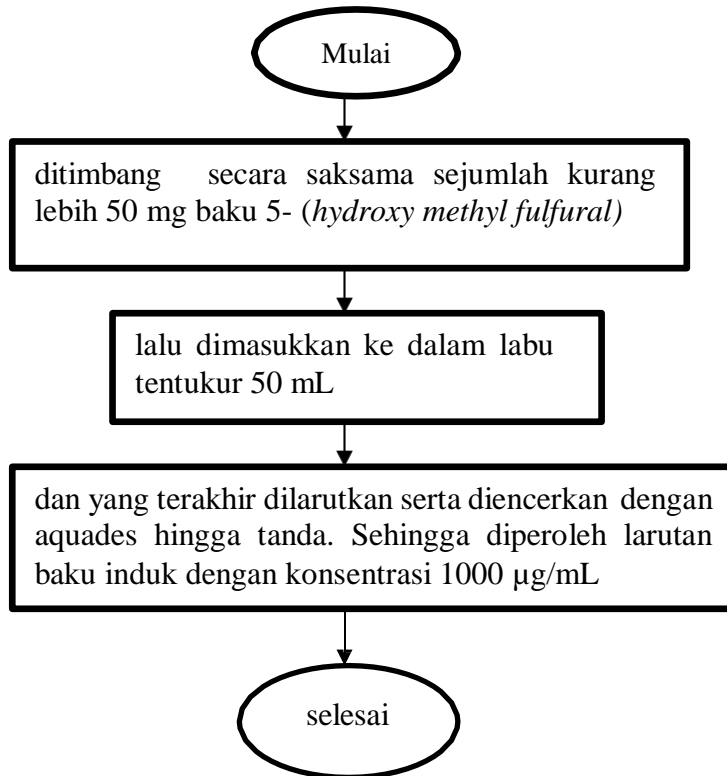 Mulai
ditimbang secara saksama sejumlah kurang
lebih 50 mg baku 5- (hydroxy methyl fulfural)
lalu dimasukkan ke dalam labu
tentukur 50 mL
dan yang terakhir dilarutkan serta diencerkan dengan
aquades hingga tanda. Sehingga diperoleh larutan
baku induk dengan konsentrasi 1000 µg/mL
selesai